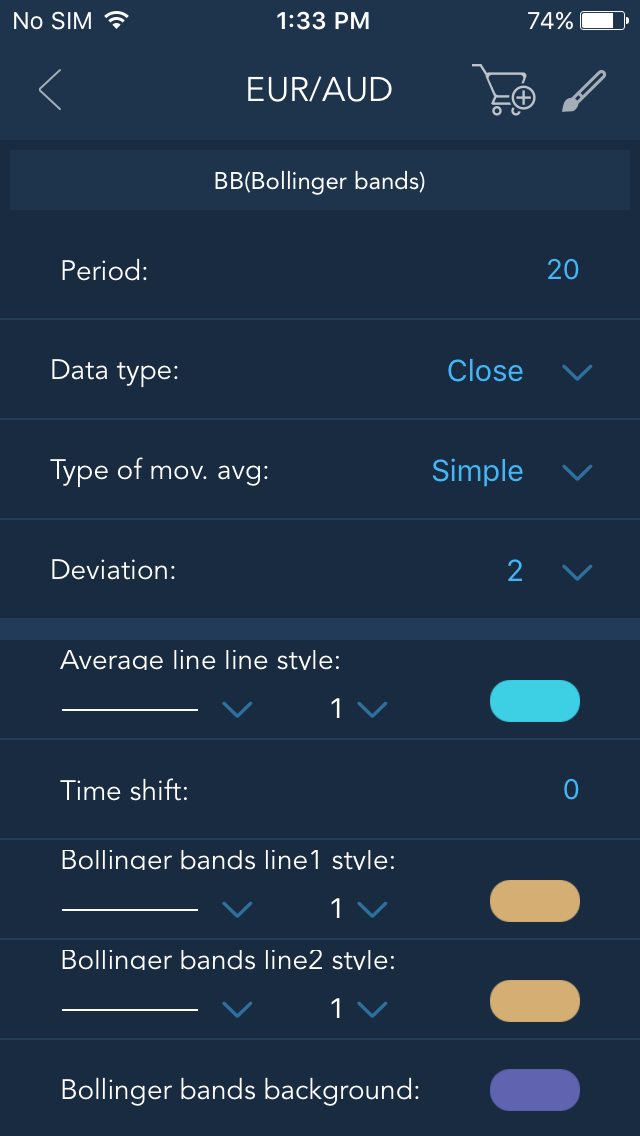 No SIM 1:33 PM 74%
EUR/AUD
BB(Bollinger bands)
Period: 20
Data type: Close
Type of mov. avg: Simple
Deviation: 2
Average line line style:
1
Time shift: 0
Bollinger bands line1 style:
1
Bollinger bands line2 style:
1
Bollinger bands background: